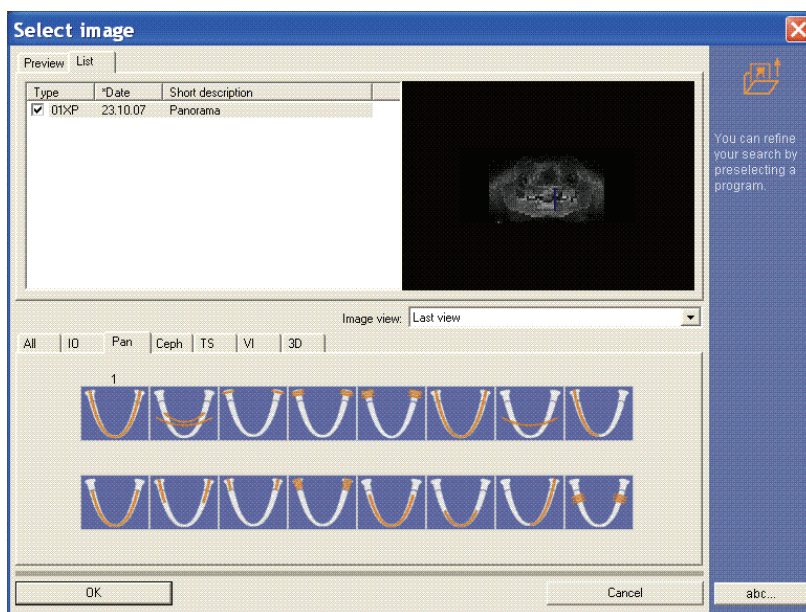 Select image
Preview List
Type *Date Short description
01XP 23.10.07 Panorama
You can refine
your search by
preselecting a
program.
Image view: Last view
All IO Pan Ceph TS VI 3D
1
OK Cancel abc...